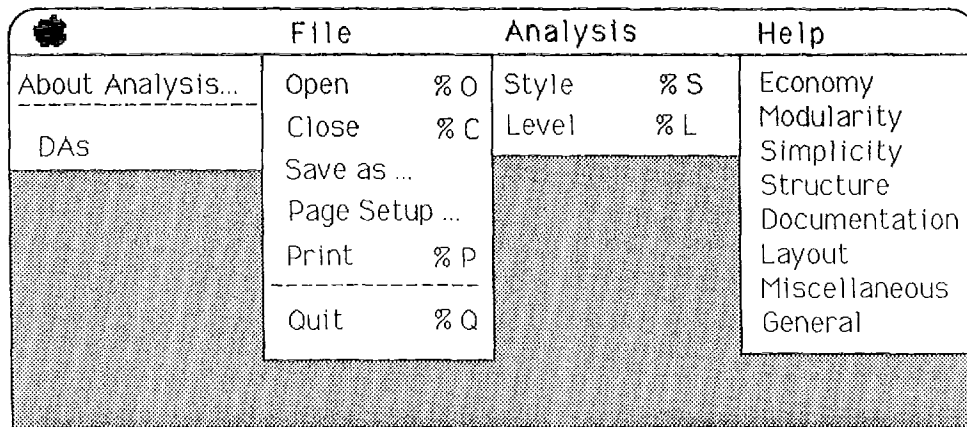 File Analysis Help
About Analysis...
DAs
Open % O
Close % C
Save as ...
Page Setup ...
Print % P
Quit % Q
Style % S
Level % L
Economy
Modularity
Simplicity
Structure
Documentation
Layout
Miscellaneous
General